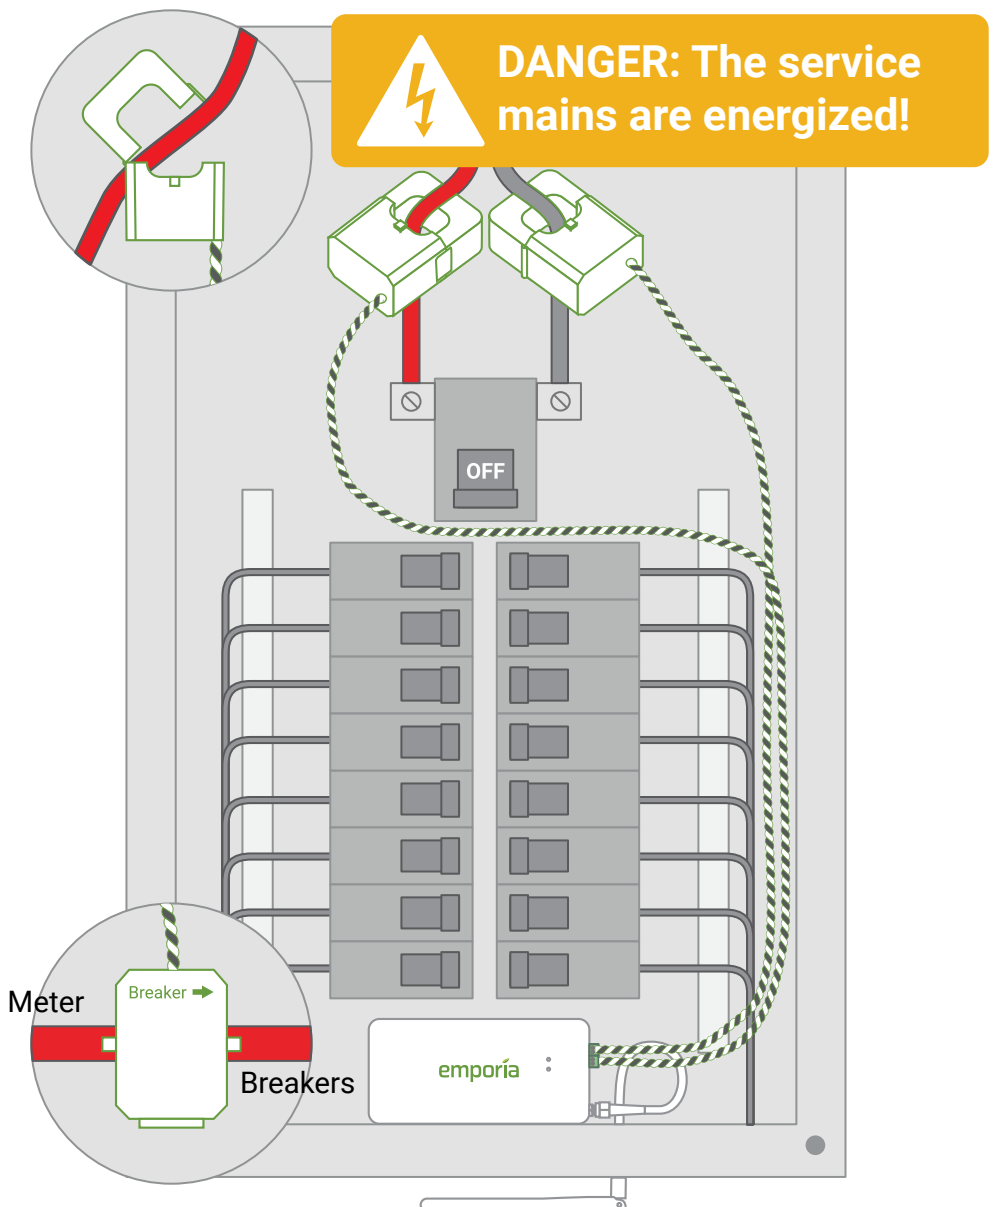 DANGER: The service
mains are energized!
OFF
Breaker
Meter
Breakers
emporia